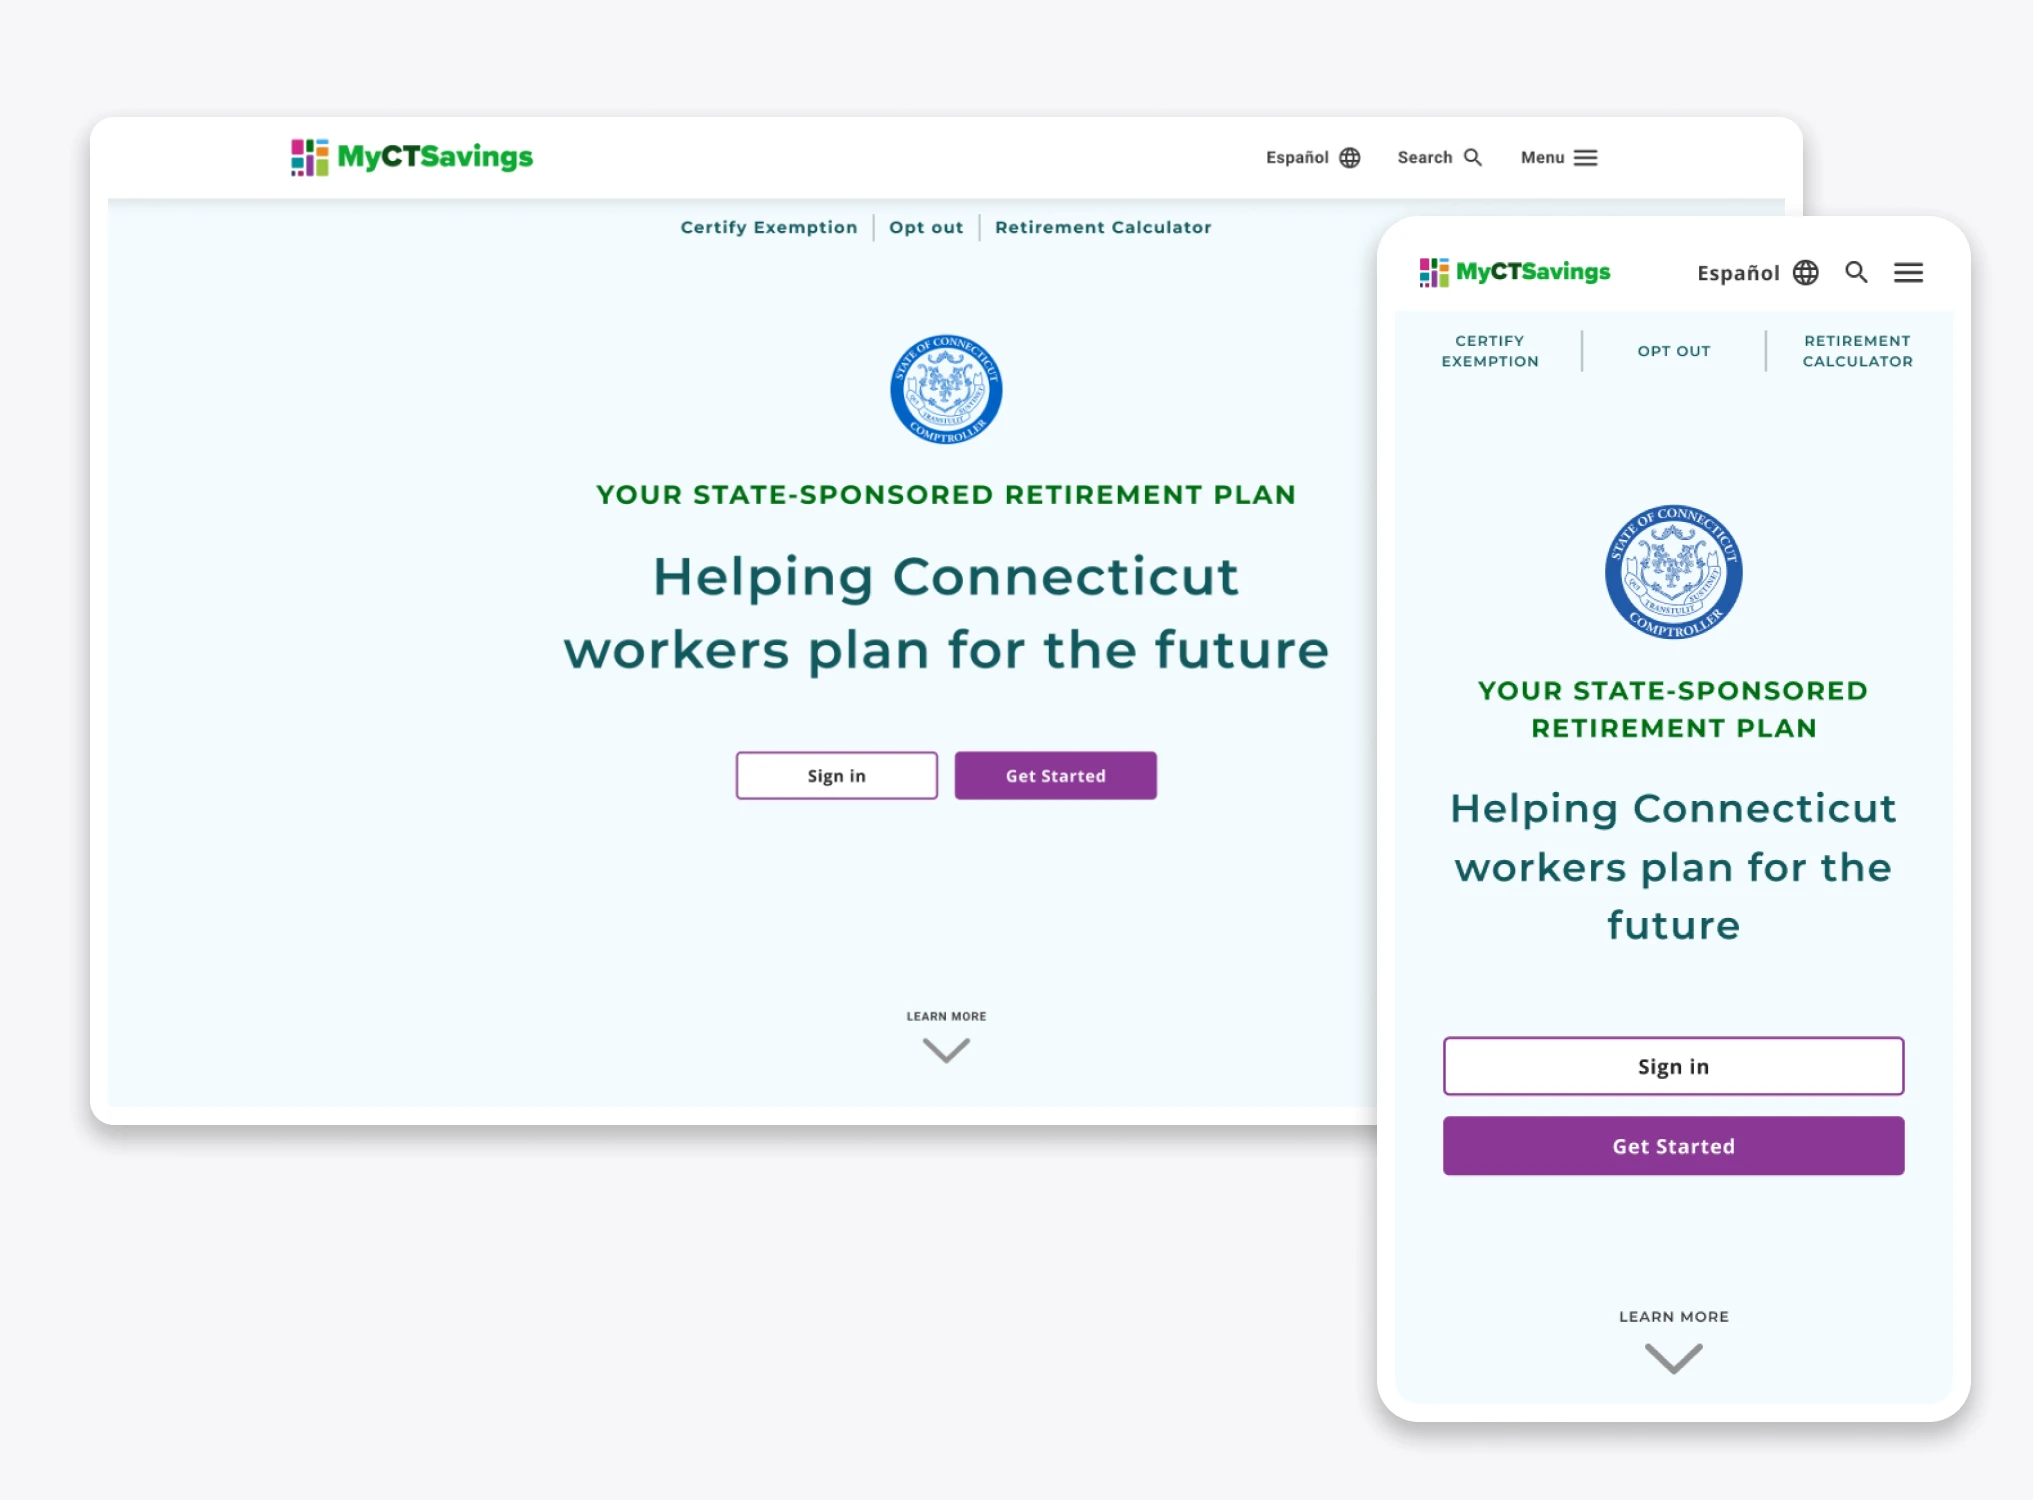 MyCTSavings
Español Search Menu
Certify Exemption Opt out Retirement Calculator
STATE OF CONNECTICUT
QUI TRANSTULIT SUSTINET
COMPTROLLER
YOUR STATE-SPONSORED RETIREMENT PLAN
Helping Connecticut
workers plan for the future
Sign in Get Started
LEARN MORE
MyCTSavings
Español
CERTIFY
EXEMPTION
OPT OUT
RETIREMENT
CALCULATOR
STATE OF CONNECTICUT
QUI TRANSTULIT SUSTINET
COMPTROLLER
YOUR STATE-SPONSORED
RETIREMENT PLAN
Helping Connecticut
workers plan for the
future
Sign in
Get Started
LEARN MORE